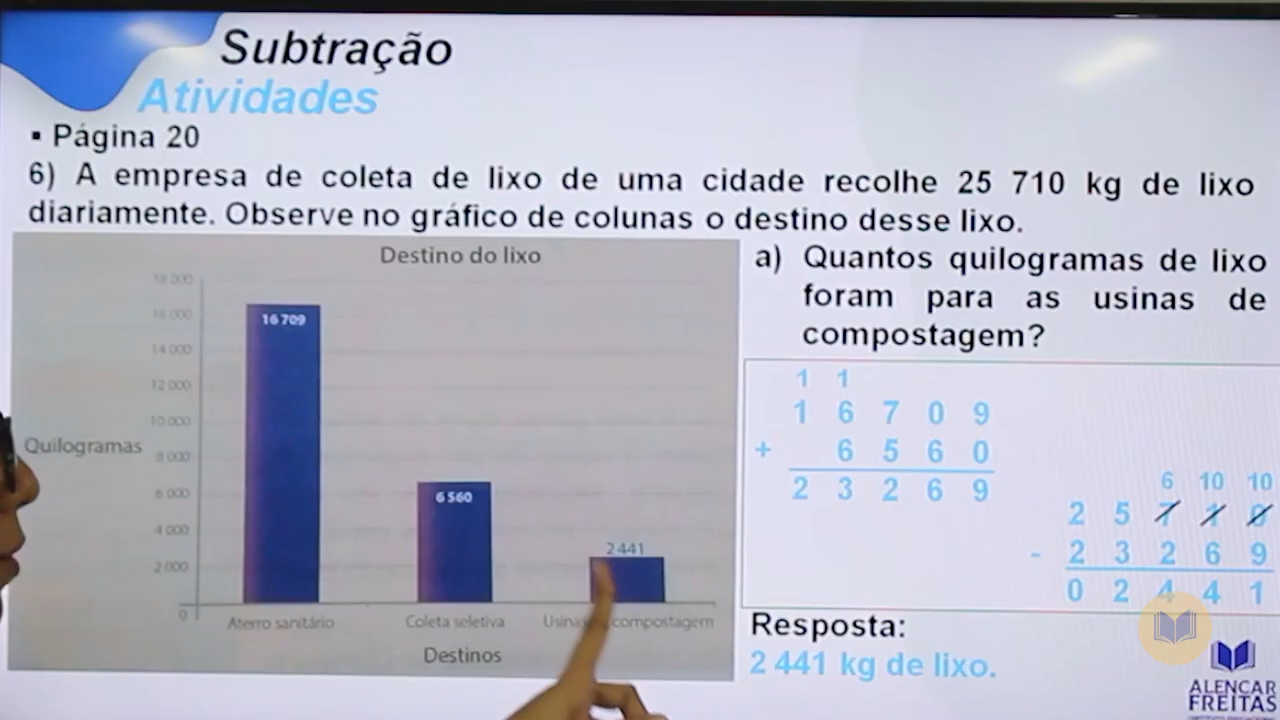 Subtração
Atividades
▪ Página 20
6) A empresa de coleta de lixo de uma cidade recolhe 25 710 kg de lixo
diariamente. Observe no gráfico de colunas o destino desse lixo.
Destino do lixo
Quilogramas
18 000
16 000
14 000
12 000
10 000
8 000
6 000
4 000
2 000
0
16 709
6 560
2 441
Aterro sanitário
Coleta seletiva
compostagem
Destinos
a) Quantos quilogramas de lixo
foram para as usinas de
compostagem?
1 1
1 6 7 0 9
+ 6 5 6 0
2 3 2 6 9
6 10 10
2 5 7 1 0
- 2 3 2 6 9
0 2 4 4 1
Resposta:
2 441 kg de lixo.
ALENCAR
FREITAS